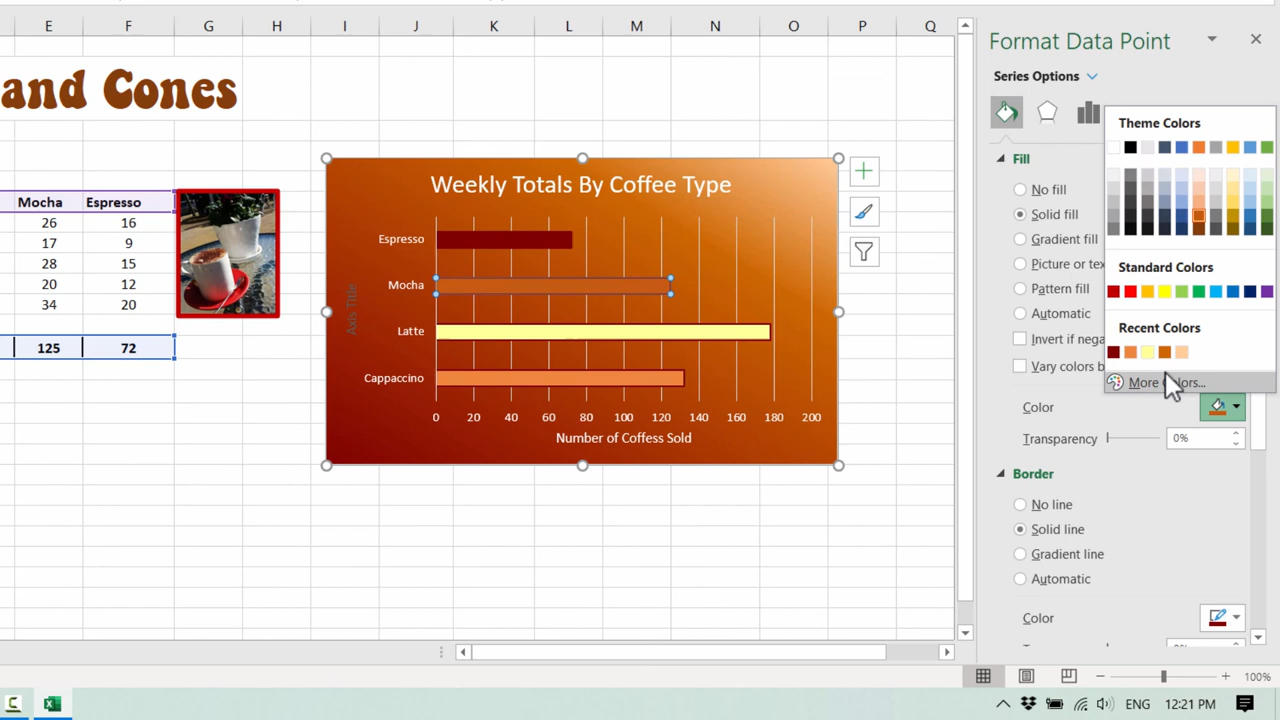 E F G H I J K L M N O P Q
and Cones
Mocha Espresso
26 16
17 9
28 15
20 12
34 20
125 72
Weekly Totals By Coffee Type
Axis Title
Espresso
Mocha
Latte
Cappaccino
0 20 40 60 80 100 120 140 160 180 200
Number of Coffess Sold
Format Data Point
Series Options
Fill
No fill
Solid fill
Gradient fill
Picture or tex
Pattern fill
Automatic
Invert if neg
Vary colors b
Color
Transparency 0%
Theme Colors
Standard Colors
Recent Colors
More Colors...
Border
No line
Solid line
Gradient line
Automatic
Color
100%
ENG 12:21 PM